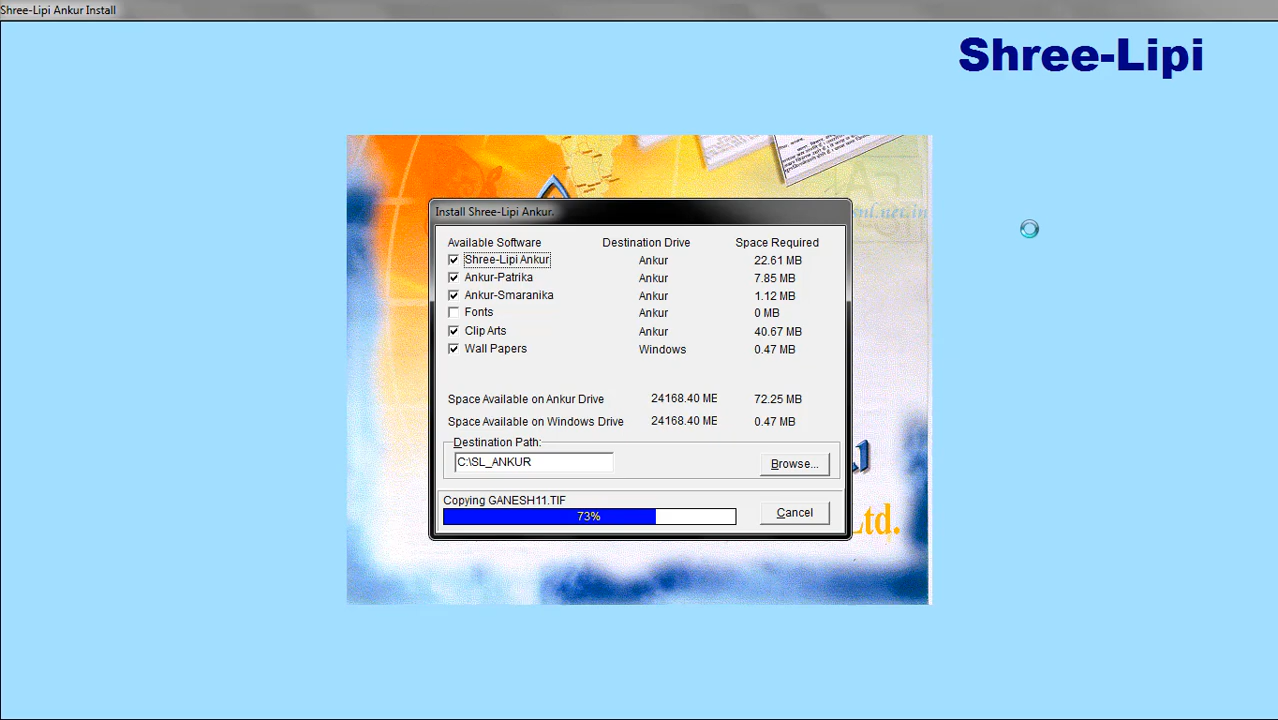 Shree-Lipi Ankur Install
Shree-Lipi
snl.net.in
Install Shree-Lipi Ankur.
Available Software Destination Drive Space Required
Shree-Lipi Ankur Ankur 22.61 MB
Ankur-Patrika Ankur 7.85 MB
Ankur-Smaranika Ankur 1.12 MB
Fonts Ankur 0 MB
Clip Arts Ankur 40.67 MB
Wall Papers Windows 0.47 MB
Space Available on Ankur Drive 24168.40 ME 72.25 MB
Space Available on Windows Drive 24168.40 ME 0.47 MB
Destination Path:
C:\SL_ANKUR Browse...
Copying GANESH11.TIF
73% Cancel
Ltd.